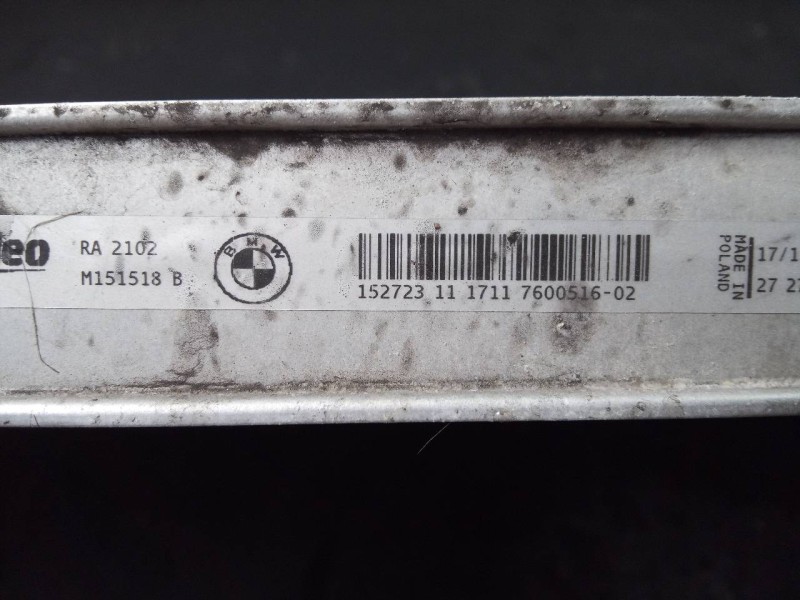 RA 2102
M151518 B
BMW
152723 11 1711 7600516-02
MADE IN
POLAND